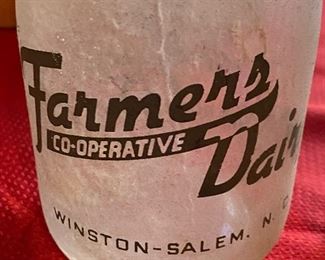 Farmers
CO-OPERATIVE
Dair
WINSTON-SALEM, N. C